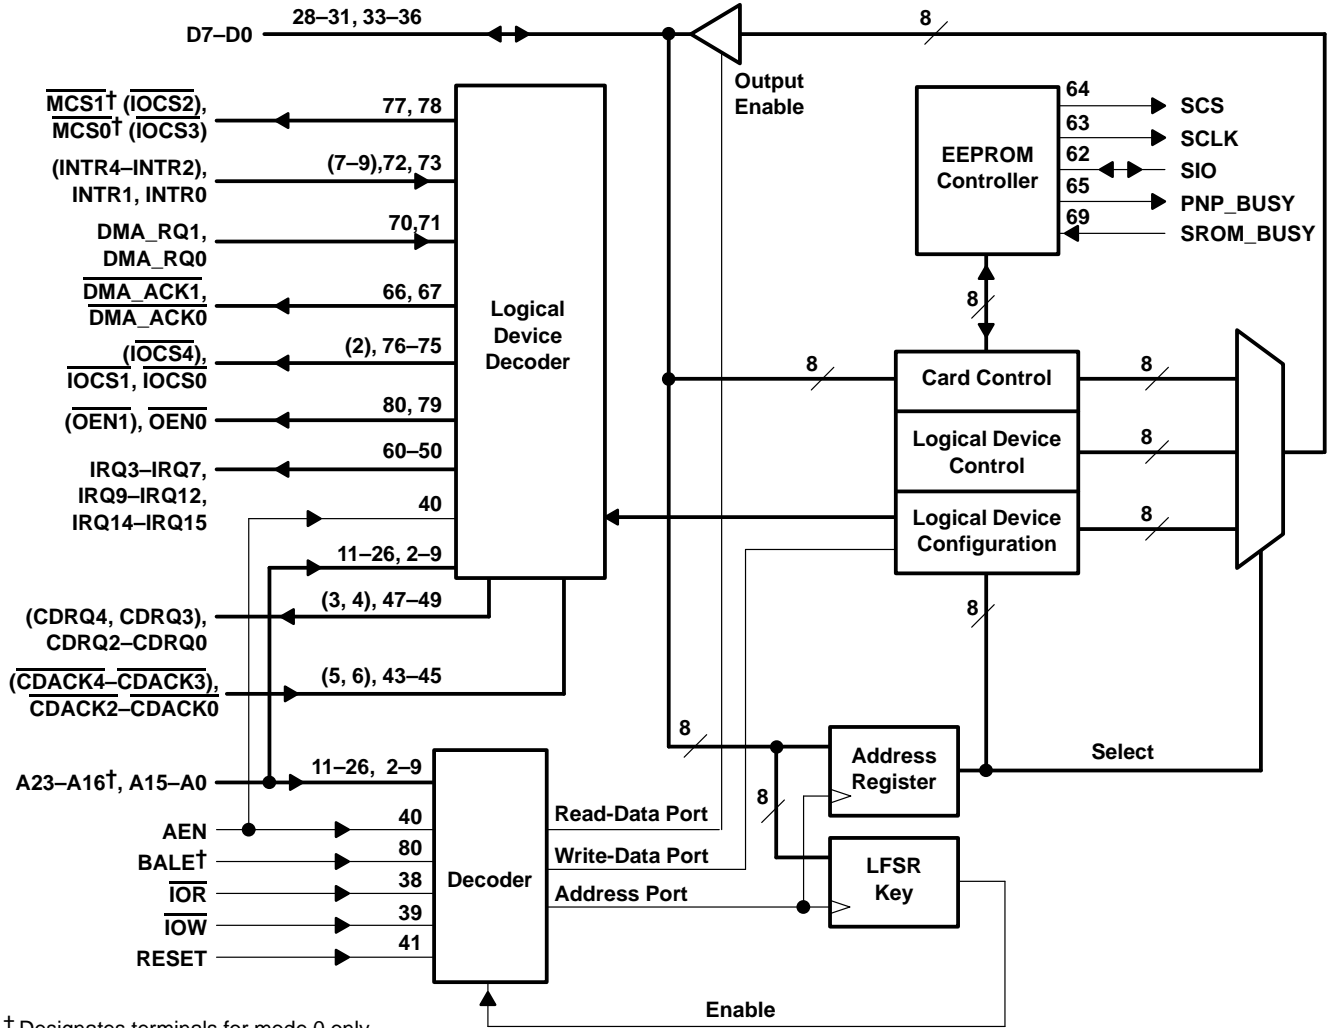 28–31, 33–36
D7–D0
8
Output
Enable
MCS1† (IOCS2),
MCS0† (IOCS3)
77, 78
(INTR4–INTR2),
INTR1, INTR0
(7–9),72, 73
DMA_RQ1,
DMA_RQ0
70,71
DMA_ACK1,
DMA_ACK0
66, 67
(IOCS4),
IOCS1, IOCS0
(2), 76–75
(OEN1), OEN0
80, 79
IRQ3–IRQ7,
IRQ9–IRQ12,
IRQ14–IRQ15
60–50
40
11–26, 2–9
(CDRQ4, CDRQ3),
CDRQ2–CDRQ0
(3, 4), 47–49
(CDACK4–CDACK3),
CDACK2–CDACK0
(5, 6), 43–45
Logical
Device
Decoder
EEPROM
Controller
64
SCS
63
SCLK
62
SIO
65
PNP_BUSY
69
SROM_BUSY
8
8
Card Control
8
Logical Device
Control
8
Logical Device
Configuration
8
8
A23–A16†, A15–A0
11–26, 2–9
AEN
40
BALE†
80
IOR
38
IOW
39
RESET
41
Decoder
Read-Data Port
Write-Data Port
Address Port
8
8
Address
Register
Select
LFSR
Key
Enable
† Designates terminals for mode 0 only